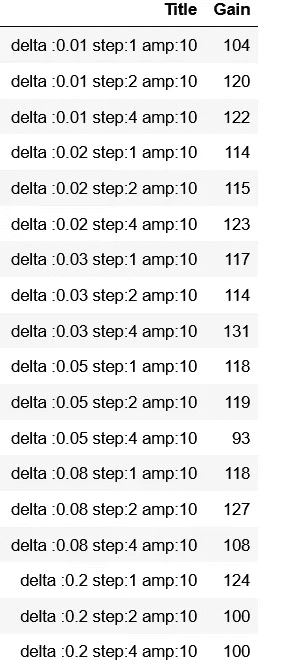 Title Gain
delta :0.01 step:1 amp:10 104
delta :0.01 step:2 amp:10 120
delta :0.01 step:4 amp:10 122
delta :0.02 step:1 amp:10 114
delta :0.02 step:2 amp:10 115
delta :0.02 step:4 amp:10 123
delta :0.03 step:1 amp:10 117
delta :0.03 step:2 amp:10 114
delta :0.03 step:4 amp:10 131
delta :0.05 step:1 amp:10 118
delta :0.05 step:2 amp:10 119
delta :0.05 step:4 amp:10 93
delta :0.08 step:1 amp:10 118
delta :0.08 step:2 amp:10 127
delta :0.08 step:4 amp:10 108
delta :0.2 step:1 amp:10 124
delta :0.2 step:2 amp:10 100
delta :0.2 step:4 amp:10 100